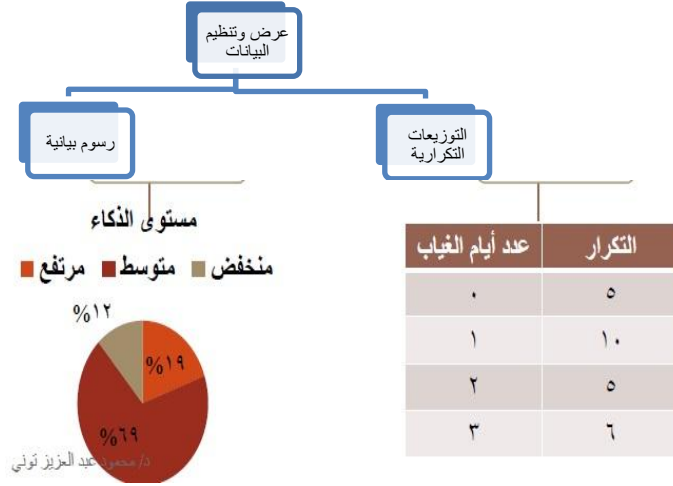 عرض وتنظيم
البيانات
التوزيعات
التكرارية
رسوم بيانية
التكرار عدد أيام الغياب
٥ ٠
١٠ ١
٥ ٢
٦ ٣
مستوى الذكاء
منخفض متوسط مرتفع
%١٢
%١٩
%٦٩
د/ محمود عبد العزيز توني